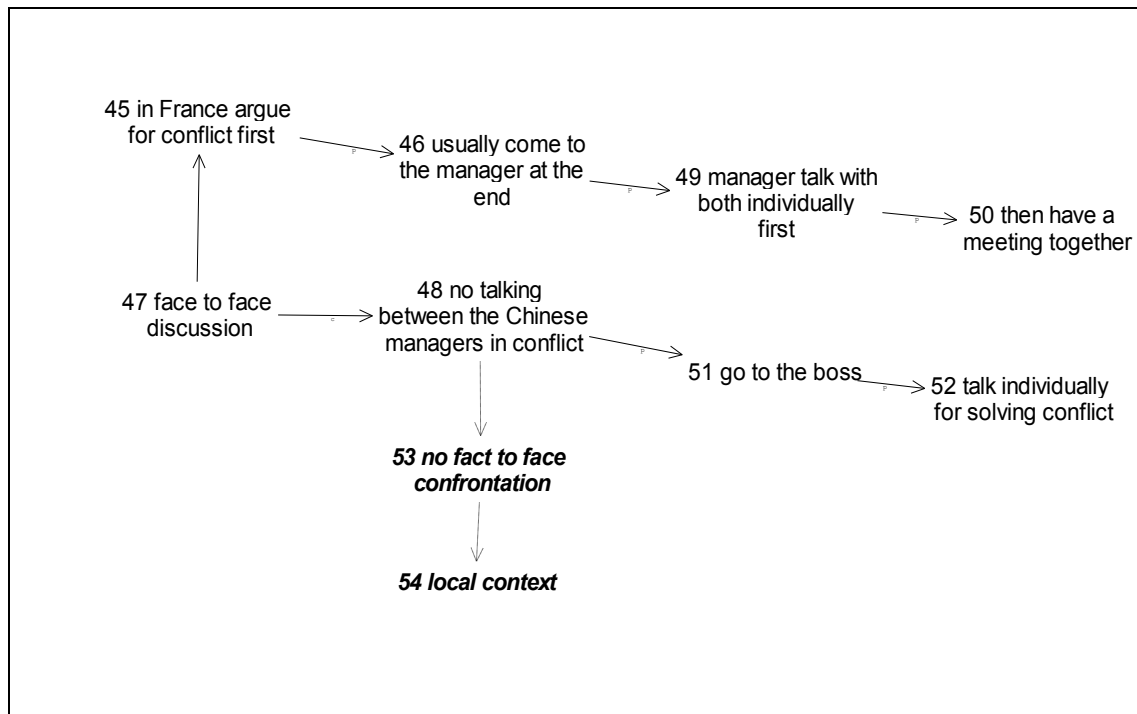 45 in France argue
for conflict first
46 usually come to
the manager at the
end
49 manager talk with
both individually
first
50 then have a
meeting together
47 face to face
discussion
48 no talking
between the Chinese
managers in conflict
51 go to the boss
52 talk individually
for solving conflict
53 no fact to face
confrontation
54 local context
P
P
P
c
P
P